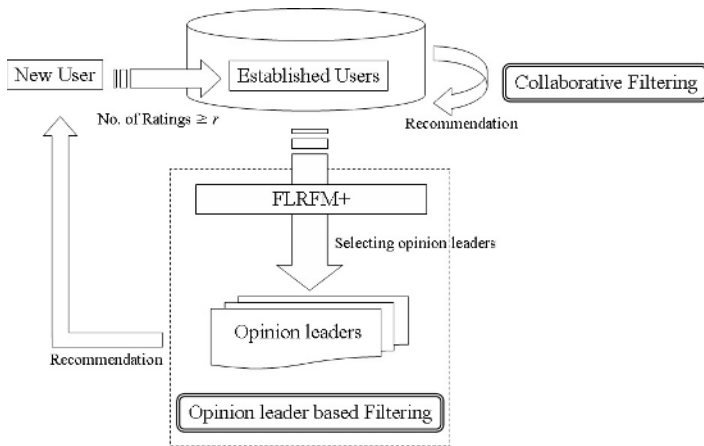 New User
Established Users
Collaborative Filtering
No. of Ratings ≥ r
Recommendation
FLRFM+
Selecting opinion leaders
Opinion leaders
Recommendation
Opinion leader based Filtering